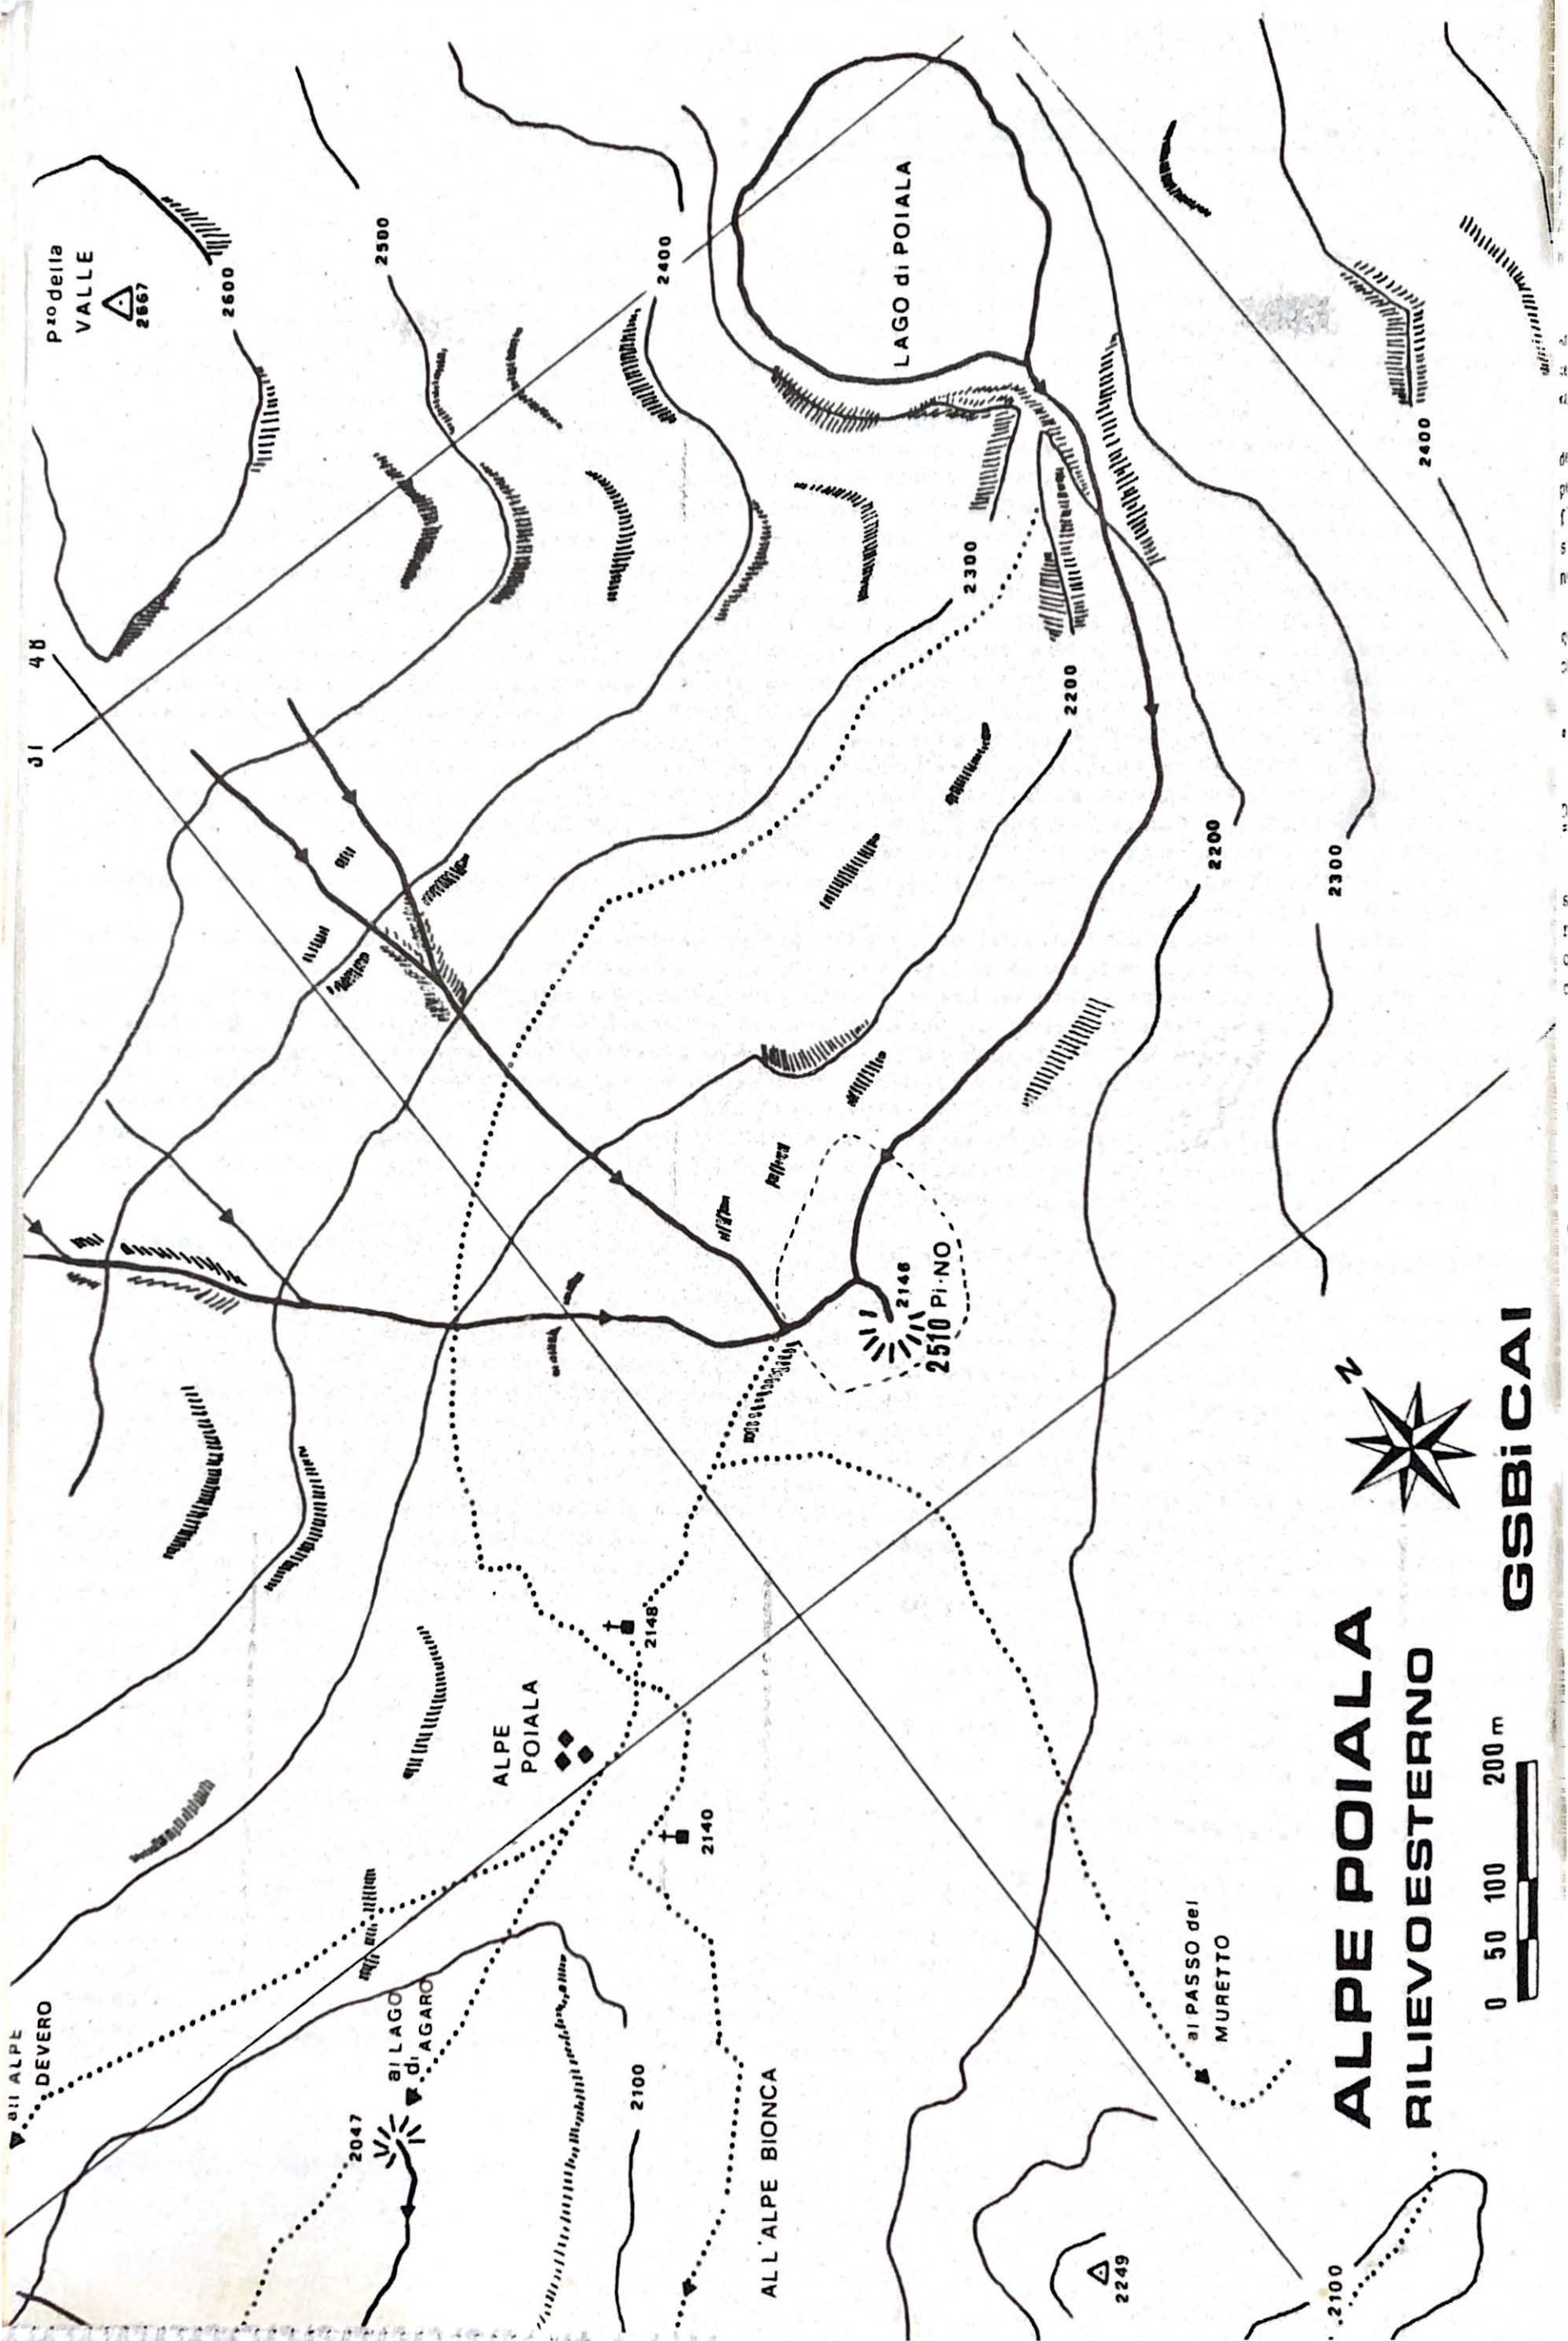 Pzo della
VALLE
2667
2600
2500
2400
LAGO di POIALA
2400
2300
2200
2200
2300
48
2146
2510 Pi·NO
ALPE
POIALA
2148
2140
all ALPE
DEVERO
al LAGO
di AGARO
2047
2100
ALL'ALPE BIONCA
al PASSO del
MURETTO
2249
2100
N
ALPE POIALA
RILIEVO ESTERNO
0 50 100 200 m
GSBi CAI